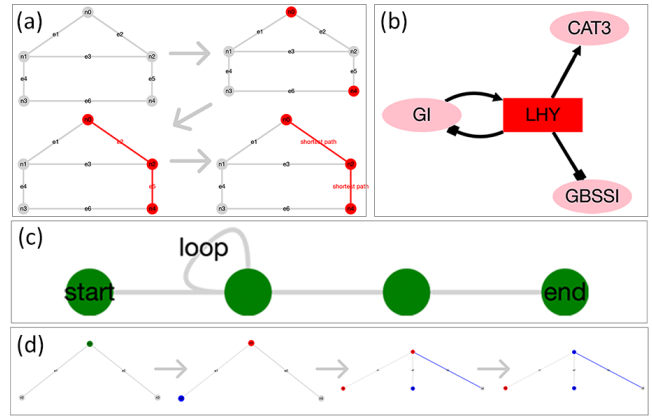 (a)
n0
e1
e2
n1
e3
n2
e4
e5
n3
e6
n4
n0
e1
e2
n1
e3
n2
e4
e5
n3
e6
n4
n0
e1
e2
n1
e3
n2
e4
e5
n3
e6
n4
n0
e1
shortest path
n1
e3
n2
e4
shortest path
n3
e6
n4
(b)
CAT3
GI
LHY
GBSSI
(c)
loop
start
end
(d)